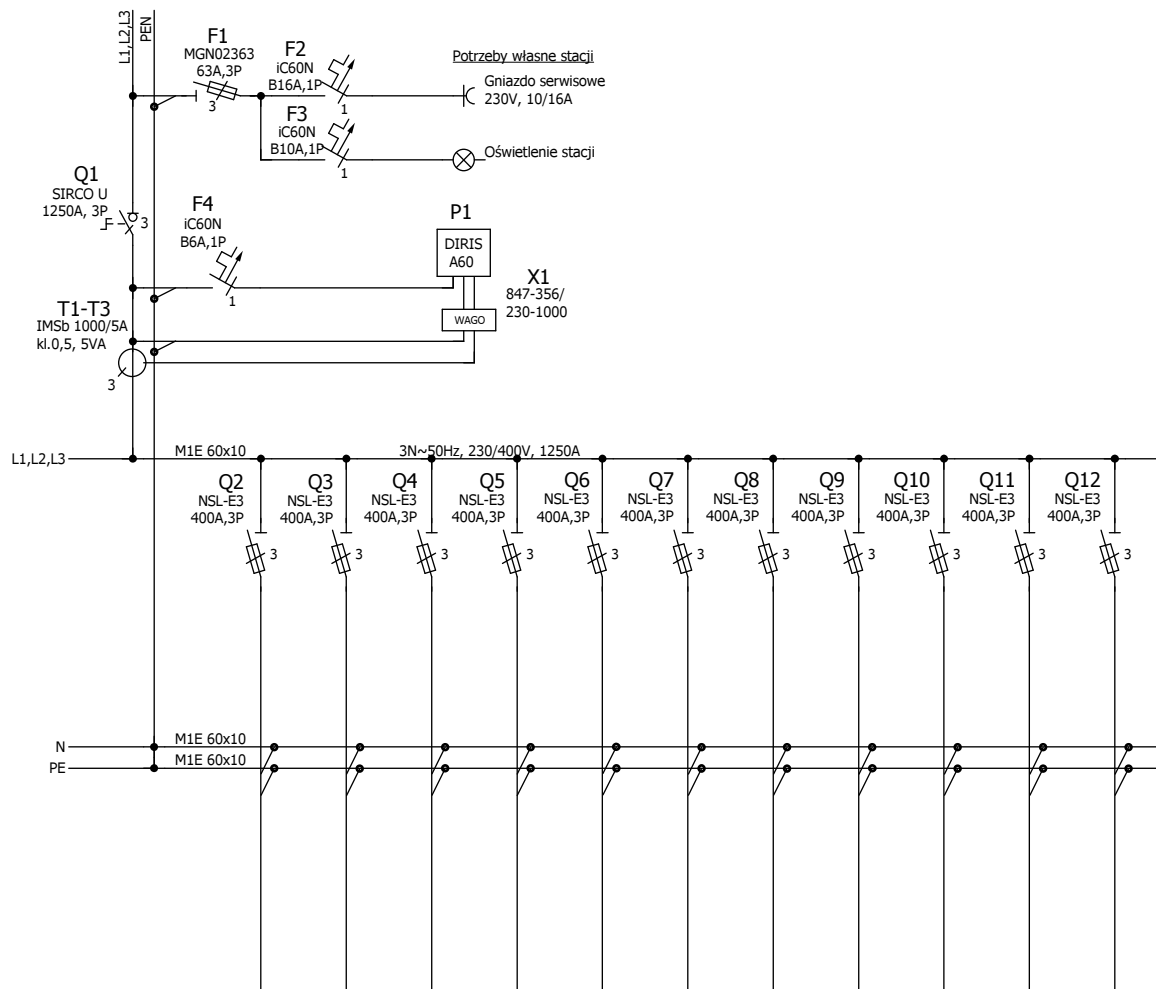 L1,L2,L3
PEN
F1
MGN02363
63A,3P
3
F2
iC60N
B16A,1P
1
Potrzeby własne stacji
Gniazdo serwisowe
230V, 10/16A
F3
iC60N
B10A,1P
1
Oświetlenie stacji
Q1
SIRCO U
1250A, 3P
3
F4
iC60N
B6A,1P
1
P1
DIRIS
A60
X1
847-356/
230-1000
WAGO
T1-T3
IMSb 1000/5A
kl.0,5, 5VA
3
L1,L2,L3
M1E 60x10
3N~50Hz, 230/400V, 1250A
Q2
NSL-E3
400A,3P
3
Q3
NSL-E3
400A,3P
3
Q4
NSL-E3
400A,3P
3
Q5
NSL-E3
400A,3P
3
Q6
NSL-E3
400A,3P
3
Q7
NSL-E3
400A,3P
3
Q8
NSL-E3
400A,3P
3
Q9
NSL-E3
400A,3P
3
Q10
NSL-E3
400A,3P
3
Q11
NSL-E3
400A,3P
3
Q12
NSL-E3
400A,3P
3
N
M1E 60x10
PE
M1E 60x10